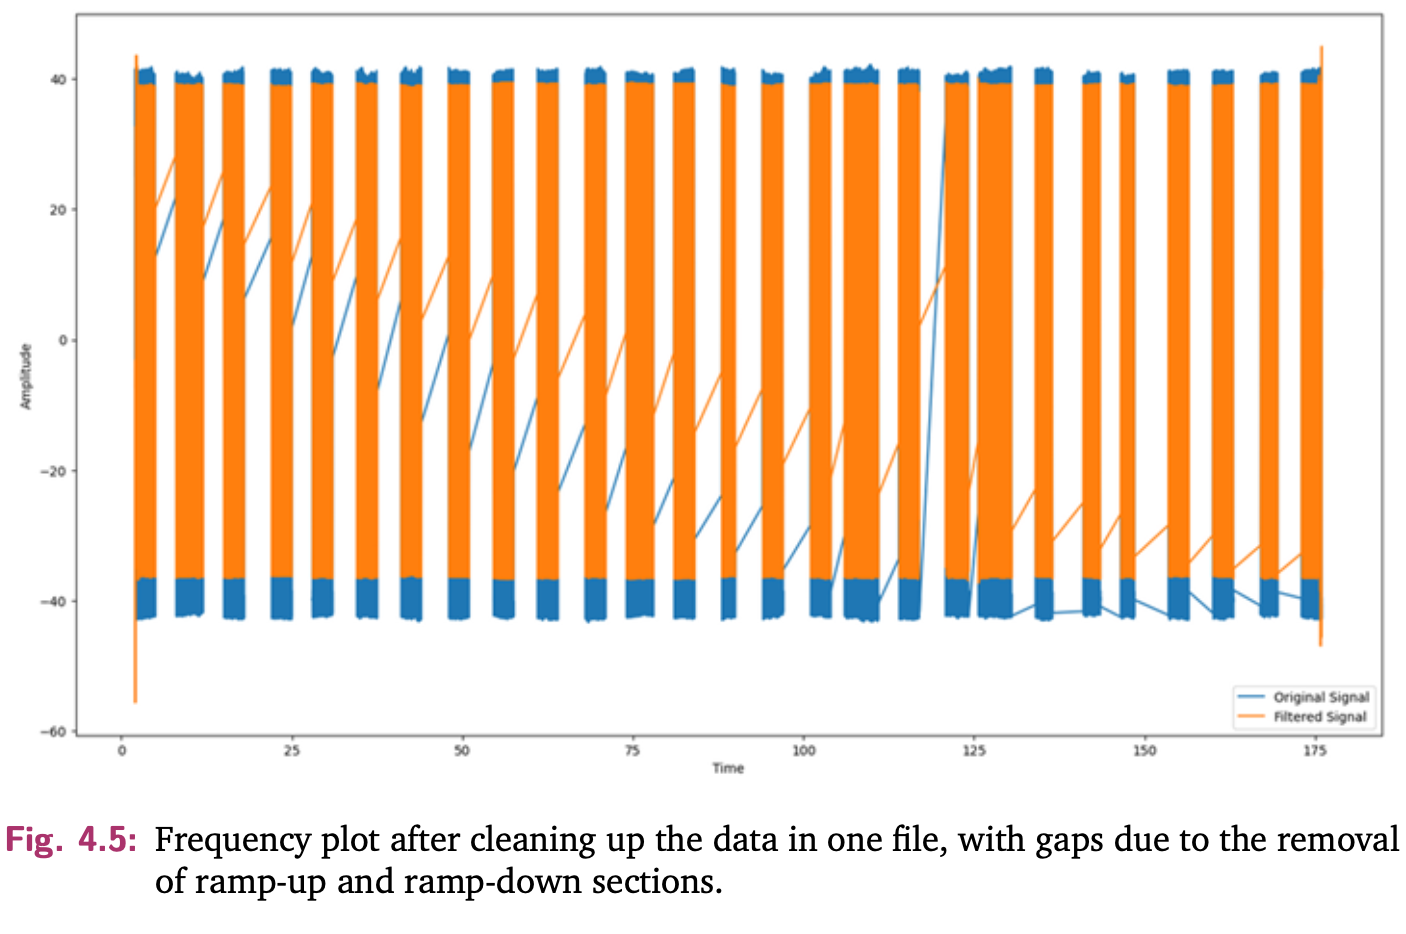 40
20
0
−20
−40
−60
Amplitude
0 25 50 75 100 125 150 175
Time
Original Signal
Filtered Signal
Fig. 4.5: Frequency plot after cleaning up the data in one file, with gaps due to the removal
of ramp-up and ramp-down sections.